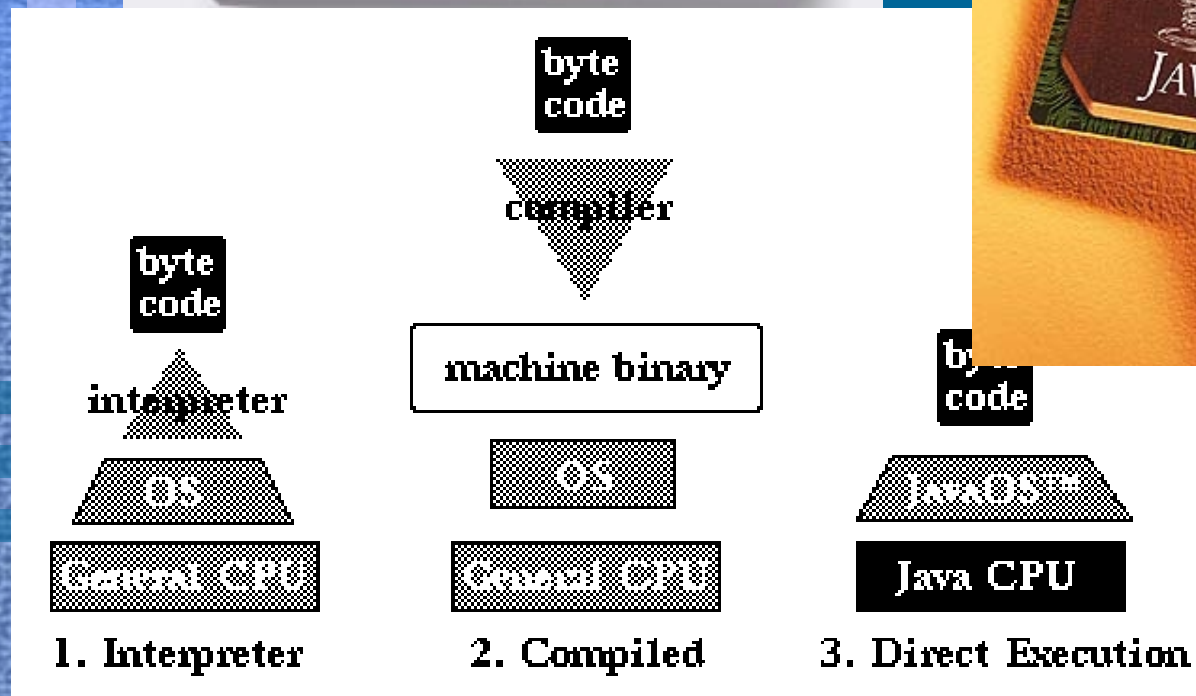 byte
code
compiler
machine binary
OS
General CPU
2. Compiled
byte
code
interpreter
OS
General CPU
1. Interpreter
code
JavaOS™
Java CPU
3. Direct Execution